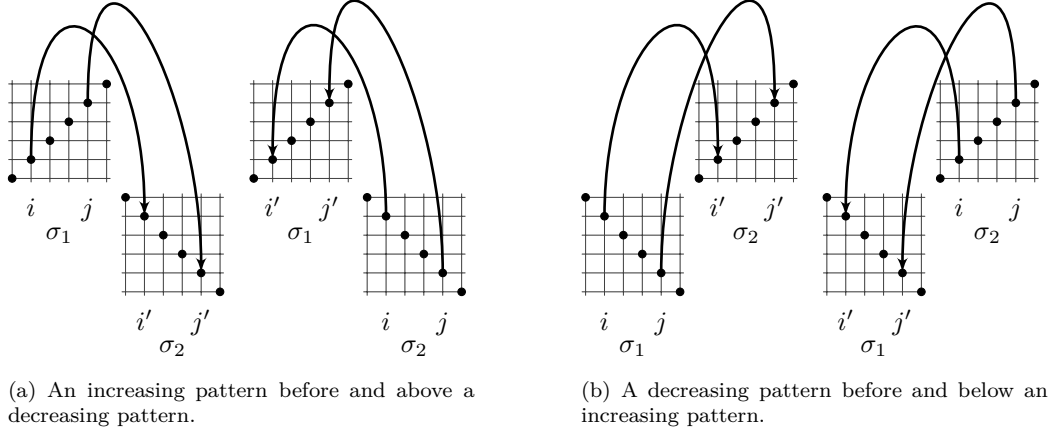 i j
σ₁
i′ j′
σ₂
i′ j′
σ₁
i j
σ₂
(a) An increasing pattern before and above a
decreasing pattern.
i′ j′
σ₂
i j
σ₁
i j
σ₂
i′ j′
σ₁
(b) A decreasing pattern before and below an
increasing pattern.